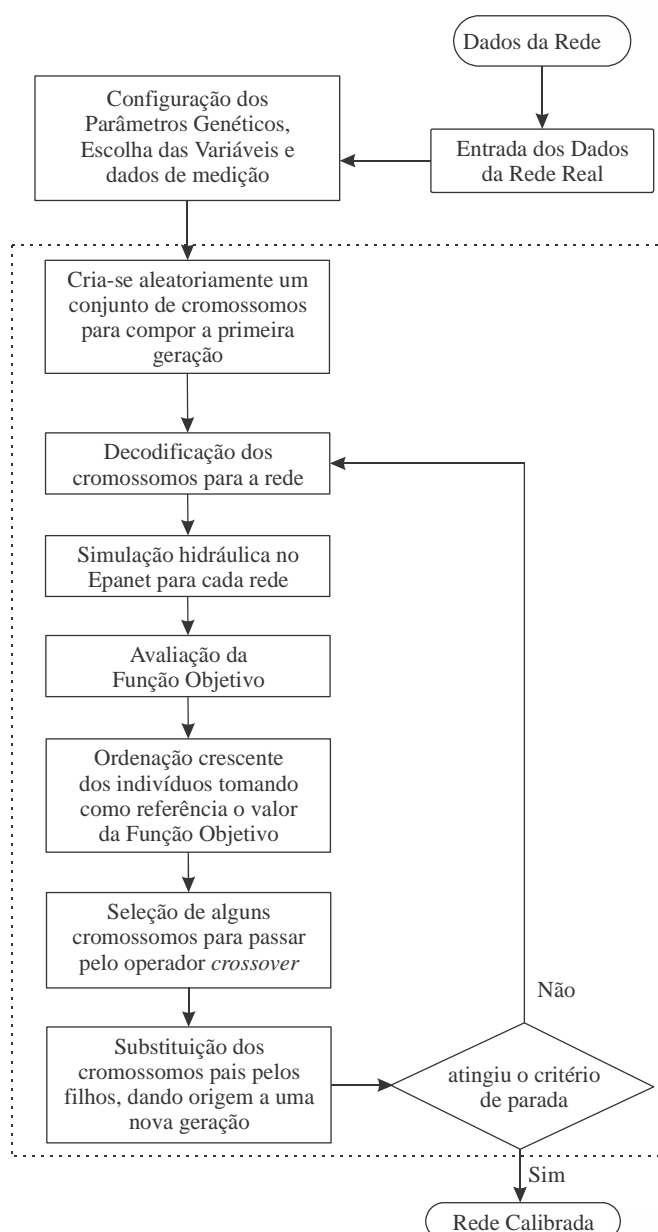 Dados da Rede
Entrada dos Dados
da Rede Real
Configuração dos
Parâmetros Genéticos,
Escolha das Variáveis e
dados de medição
Cria-se aleatoriamente um
conjunto de cromossomos
para compor a primeira
geração
Decodificação dos
cromossomos para a rede
Simulação hidráulica no
Epanet para cada rede
Avaliação da
Função Objetivo
Ordenação crescente
dos indivíduos tomando
como referência o valor
da Função Objetivo
Seleção de alguns
cromossomos para passar
pelo operador crossover
Substituição dos
cromossomos pais pelos
filhos, dando origem a uma
nova geração
atingiu o critério
de parada
Não
Sim
Rede Calibrada